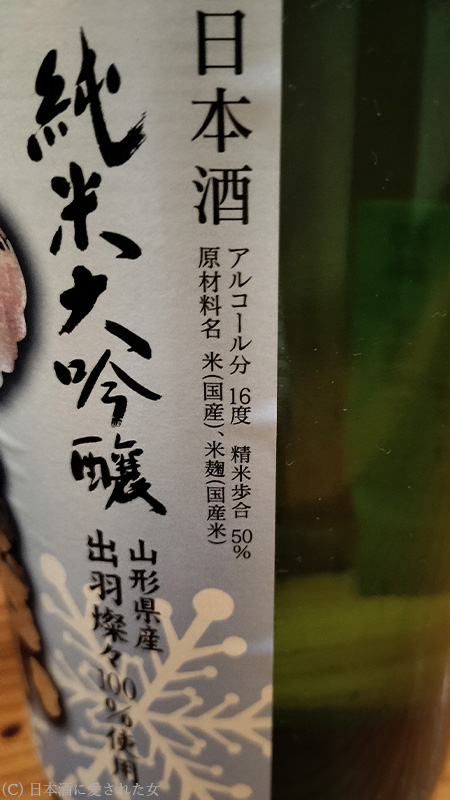 日本酒
アルコール分 16度 精米歩合 50%
原材料名 米(国産)、米麹(国産米)
純米大吟醸
山形県産
出羽燦々100%使用
(C) 日本酒に愛された女